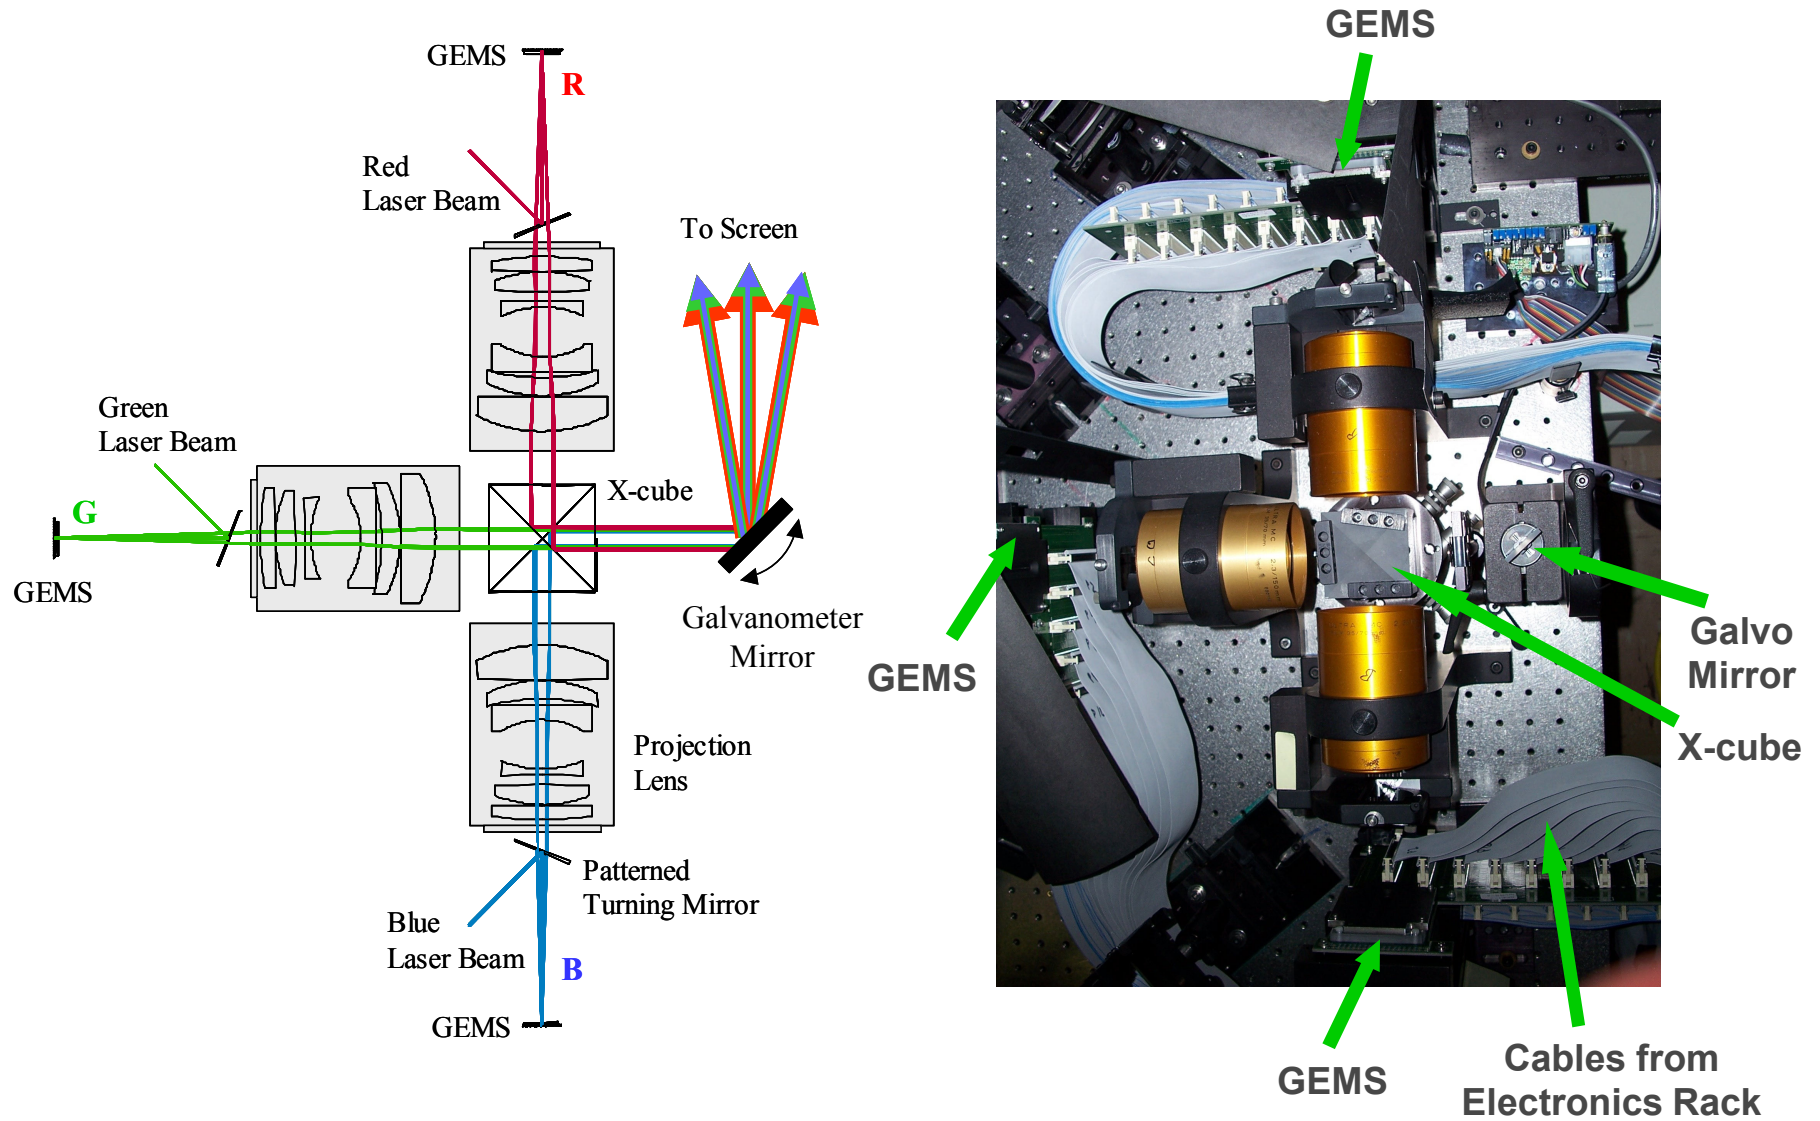 GEMS
R
Red
Laser Beam
To Screen
Green
Laser Beam
G
GEMS
X-cube
Galvanometer
Mirror
Projection
Lens
Patterned
Turning Mirror
Blue
Laser Beam
B
GEMS
GEMS
GEMS
Galvo
Mirror
X-cube
GEMS
Cables from
Electronics Rack